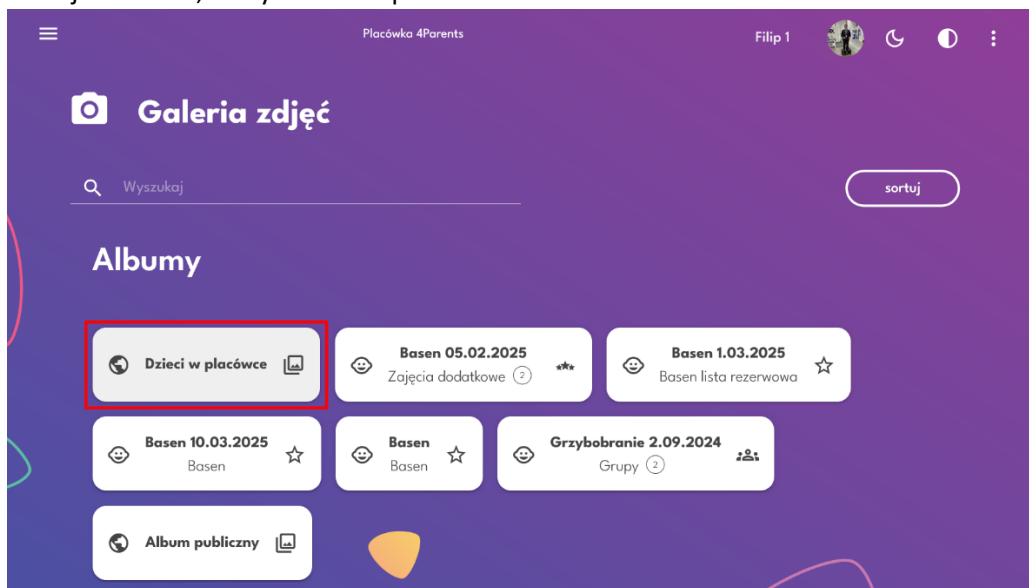 Placówka 4Parents
Filip 1
Galeria zdjęć
Wyszukaj
sortuj
Albumy
Dzieci w placówce
Basen 05.02.2025
Zajęcia dodatkowe 2
Basen 1.03.2025
Basen lista rezerwowa
Basen 10.03.2025
Basen
Basen
Basen
Grzybobranie 2.09.2024
Grupy 2
Album publiczny